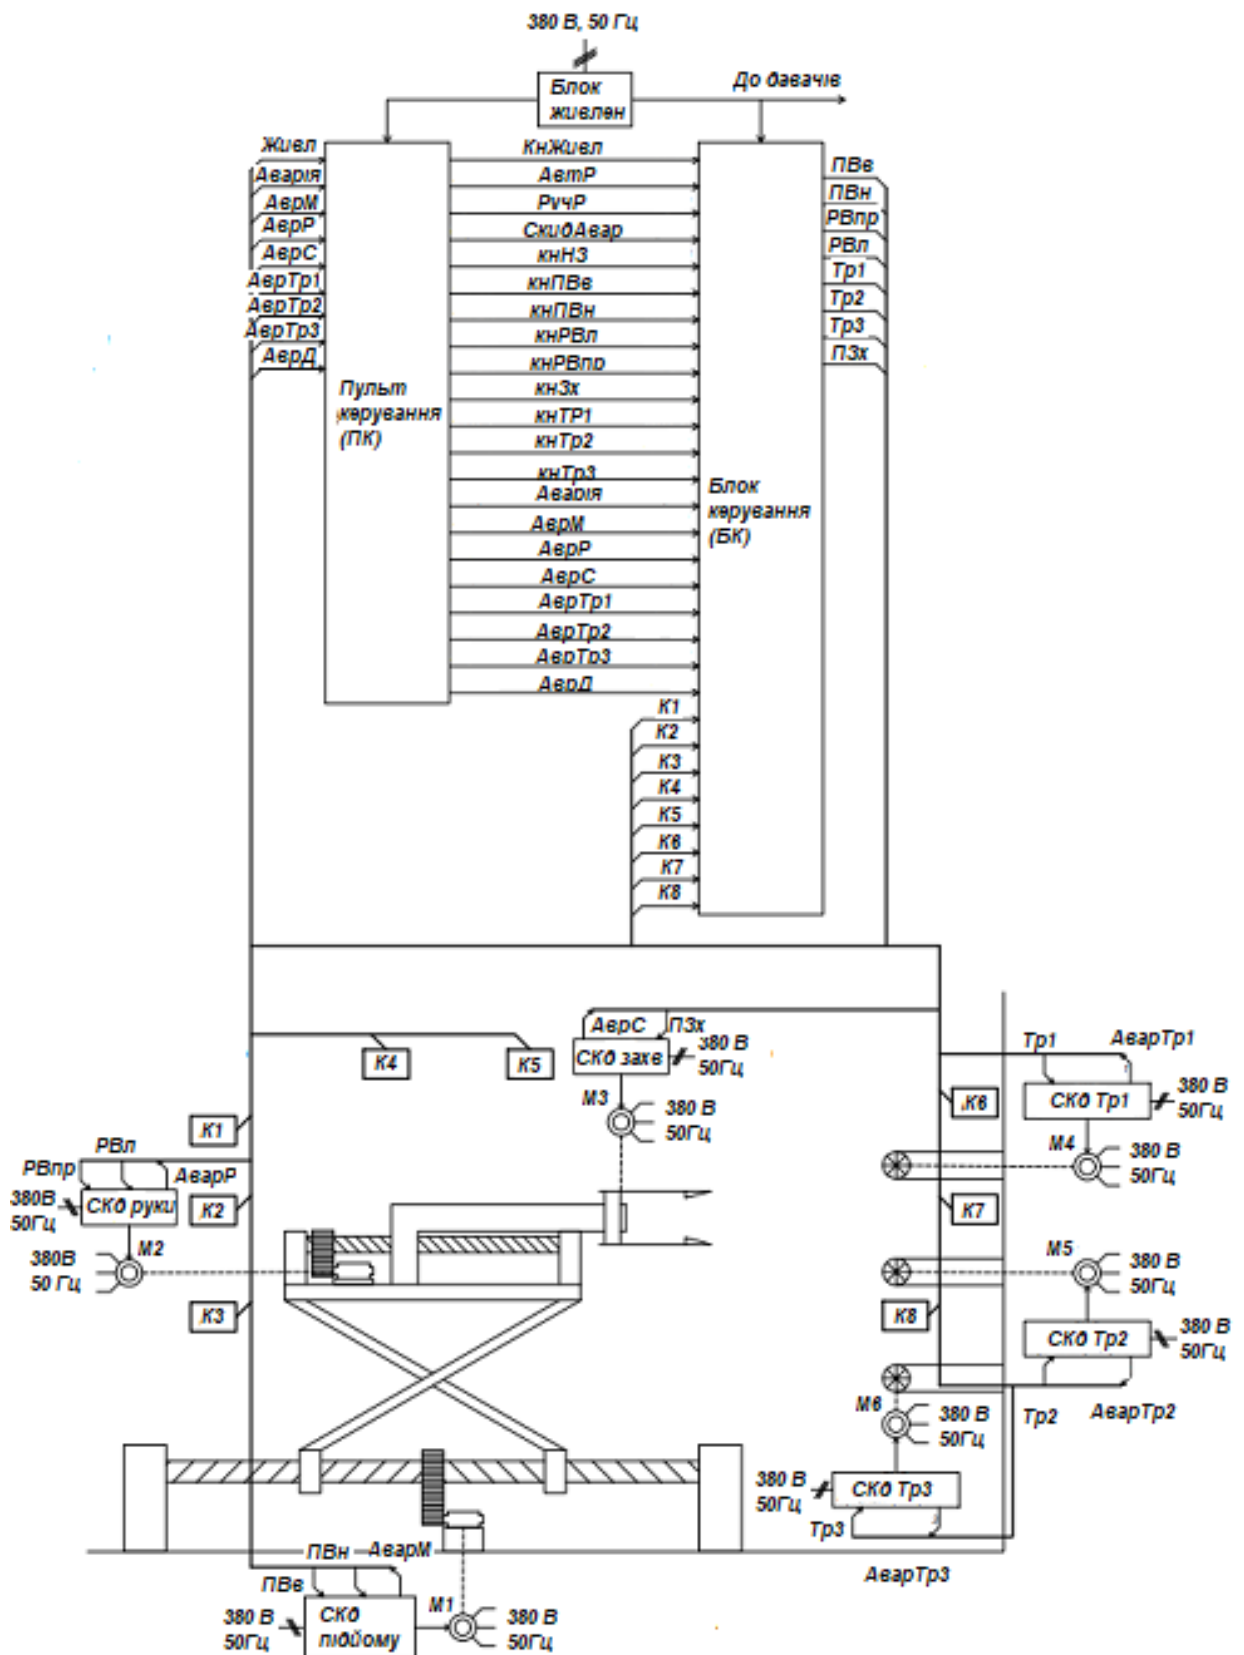 380 В, 50 Гц
Блок
живлен
До давачів
Живл
Аварія
АврМ
АврР
АврС
АврТр1
АврТр2
АврТр3
АврД
Пульт
керування
(ПК)
КнЖивл
АвтР
РучР
СкидАвар
кнНЗ
кнПВв
кнПВн
кнРВл
кнРВпр
кнЗх
кнТР1
кнТр2
кнТр3
Аварія
АврМ
АврР
АврС
АврТр1
АврТр2
АврТр3
АврД
К1
К2
К3
К4
К5
К6
К7
К8
Блок
керування
(БК)
ПВв
ПВн
РВпр
РВл
Тр1
Тр2
Тр3
ПЗх
К4
К5
АврС
ПЗх
СКд захв
380 В
50Гц
М3
380 В
50Гц
Тр1
АварТр1
К6
СКд Тр1
380 В
50Гц
М4
380 В
50Гц
К1
РВл
РВпр
АварР
380В
50Гц
СКд руки
К2
М2
380В
50 Гц
К3
К7
М5
380 В
50Гц
К8
СКд Тр2
380 В
50Гц
Тр2
АварТр2
М6
380 В
50Гц
380 В
50Гц
СКд Тр3
Тр3
АварТр3
ПВн
АварМ
ПВв
380 В
50Гц
СКд
підйому
М1
380 В
50Гц